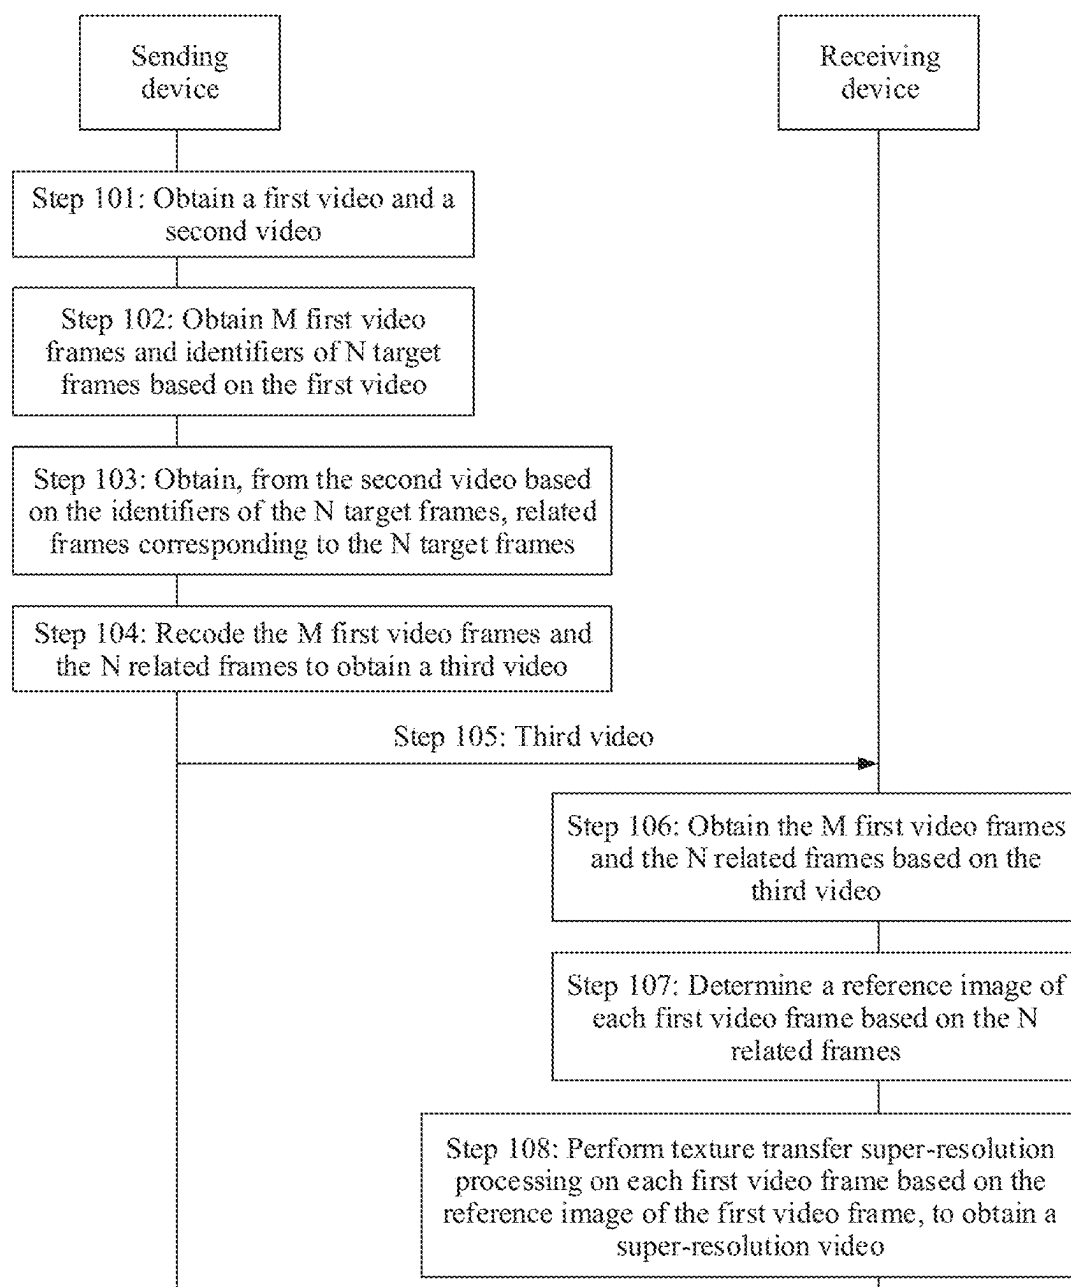 Sending
device
Receiving
device
Step 101: Obtain a first video and a
second video
Step 102: Obtain M first video
frames and identifiers of N target
frames based on the first video
Step 103: Obtain, from the second video based
on the identifiers of the N target frames, related
frames corresponding to the N target frames
Step 104: Recode the M first video frames and
the N related frames to obtain a third video
Step 105: Third video
Step 106: Obtain the M first video frames
and the N related frames based on the
third video
Step 107: Determine a reference image of
each first video frame based on the N
related frames
Step 108: Perform texture transfer super-resolution
processing on each first video frame based on the
reference image of the first video frame, to obtain a
super-resolution video